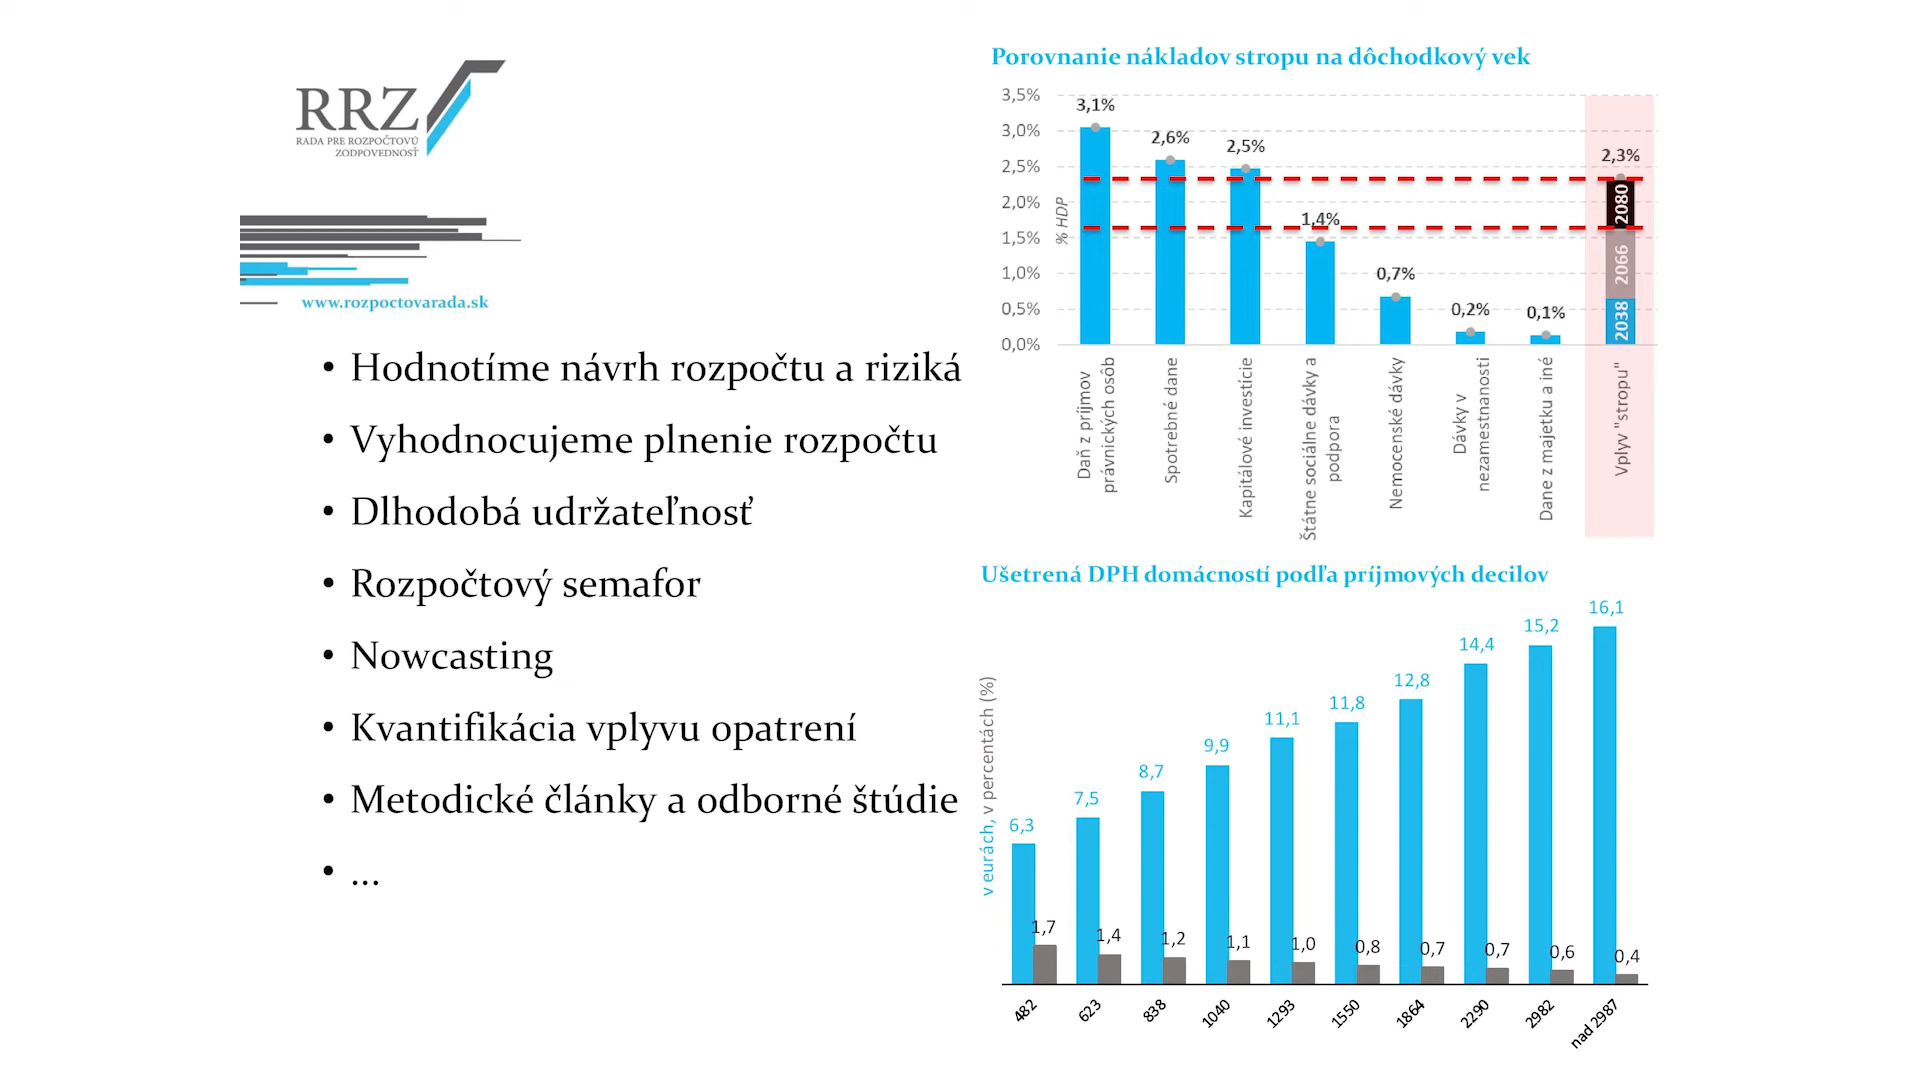 RRZ
RADA PRE ROZPOČTOVÚ
ZODPOVEDNOSŤ
www.rozpoctovarada.sk
• Hodnotíme návrh rozpočtu a riziká
• Vyhodnocujeme plnenie rozpočtu
• Dlhodobá udržateľnosť
• Rozpočtový semafor
• Nowcasting
• Kvantifikácia vplyvu opatrení
• Metodické články a odborné štúdie
• ...
Porovnanie nákladov stropu na dôchodkový vek
3,5%
3,0%
2,5%
2,0%
1,5%
1,0%
0,5%
0,0%
% HDP
3,1%
2,6%
2,5%
1,4%
0,7%
0,2%
0,1%
2,3%
2080
2066
2038
Daň z príjmov
právnických osôb
Spotrebné dane
Kapitálové investície
Štátne sociálne dávky a
podpora
Nemocenské dávky
Dávky v
nezamestnanosti
Dane z majetku a iné
Vplyv "stropu"
Ušetrená DPH domácností podľa príjmových decilov
v eurách, v percentách (%)
6,3
7,5
8,7
9,9
11,1
11,8
12,8
14,4
15,2
16,1
1,7
1,4
1,2
1,1
1,0
0,8
0,7
0,7
0,6
0,4
482
623
838
1040
1293
1550
1864
2290
2982
nad 2987